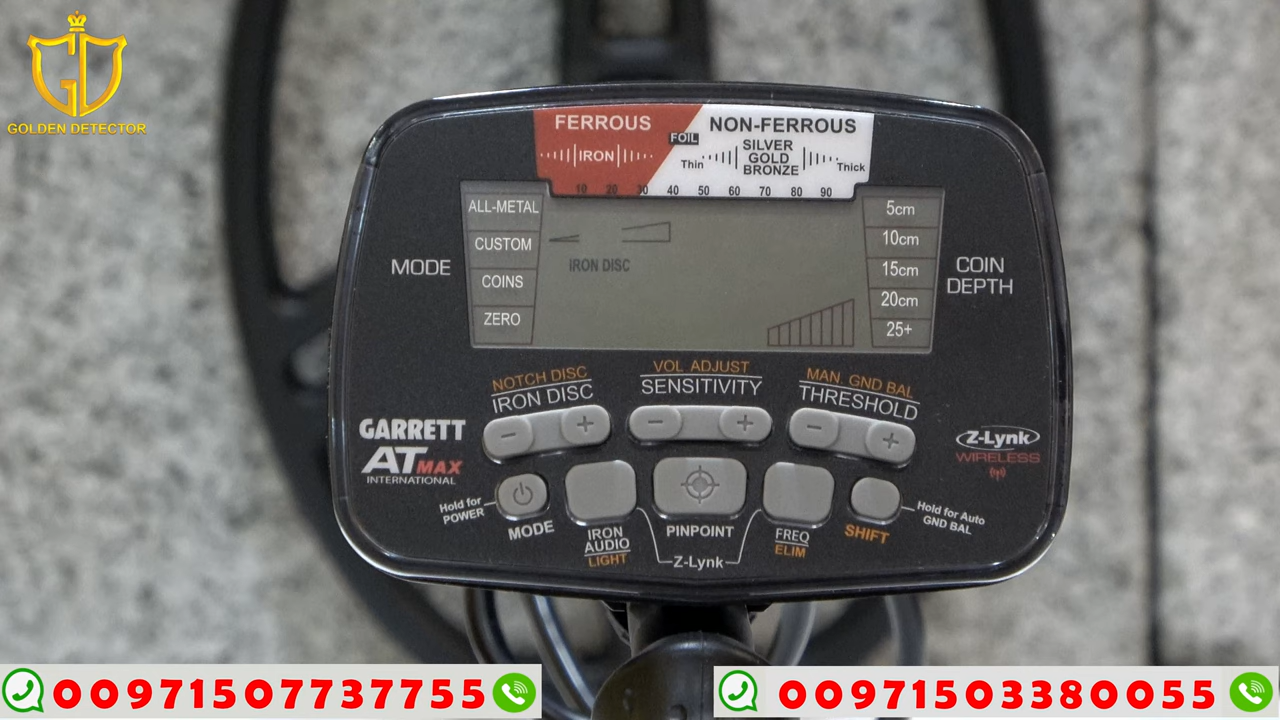 GOLDEN DETECTOR
FERROUS
IRON
FOIL
NON-FERROUS
Thin
SILVER
GOLD
BRONZE
Thick
10 20 30 40 50 60 70 80 90
MODE
ALL-METAL
CUSTOM
COINS
ZERO
IRON DISC
5cm
10cm
15cm
20cm
25+
COIN
DEPTH
NOTCH DISC
IRON DISC
VOL ADJUST
SENSITIVITY
MAN. GND BAL
THRESHOLD
- +
- +
- +
GARRETT
AT MAX
INTERNATIONAL
Z-Lynk
WIRELESS
Hold for
POWER
MODE
IRON
AUDIO
LIGHT
PINPOINT
Z-Lynk
FREQ
ELIM
SHIFT
Hold for Auto
GND BAL
00971507737755
00971503380055